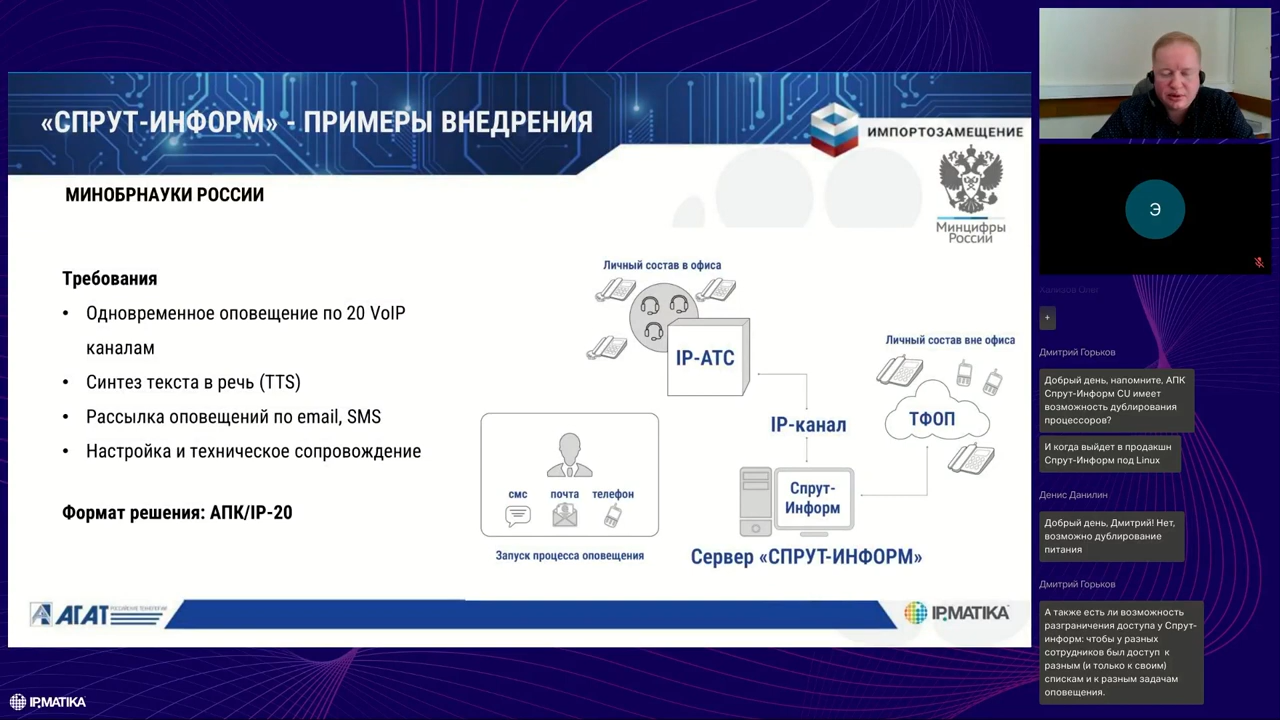 «СПРУТ-ИНФОРМ» - ПРИМЕРЫ ВНЕДРЕНИЯ
ИМПОРТОЗАМЕЩЕНИЕ
Минцифры
России
МИНОБРНАУКИ РОССИИ
Требования
• Одновременное оповещение по 20 VoIP
каналам
• Синтез текста в речь (TTS)
• Рассылка оповещений по email, SMS
• Настройка и техническое сопровождение
Формат решения: АПК/IP-20
Личный состав в офиса
IP-АТС
Личный состав вне офиса
ТФОП
IP-канал
смс
почта
телефон
Запуск процесса оповещения
Спрут-
Информ
Сервер «СПРУТ-ИНФОРМ»
АГАТ
РОССИЙСКИЕ ТЕХНОЛОГИИ
IPMATIKA
IPMATIKA
Э
+
Дмитрий Горьков
Добрый день, напомните, АПК
Спрут-Информ CU имеет
возможность дублирования
процессоров?
И когда выйдет в продакшн
Спрут-Информ под Linux
Денис Данилин
Добрый день, Дмитрий! Нет,
возможно дублирование
питания
Дмитрий Горьков
А также есть ли возможность
разграничения доступа у Спрут-
информ: чтобы у разных
сотрудников был доступ к
разным (и только к своим)
спискам и к разным задачам
оповещения.